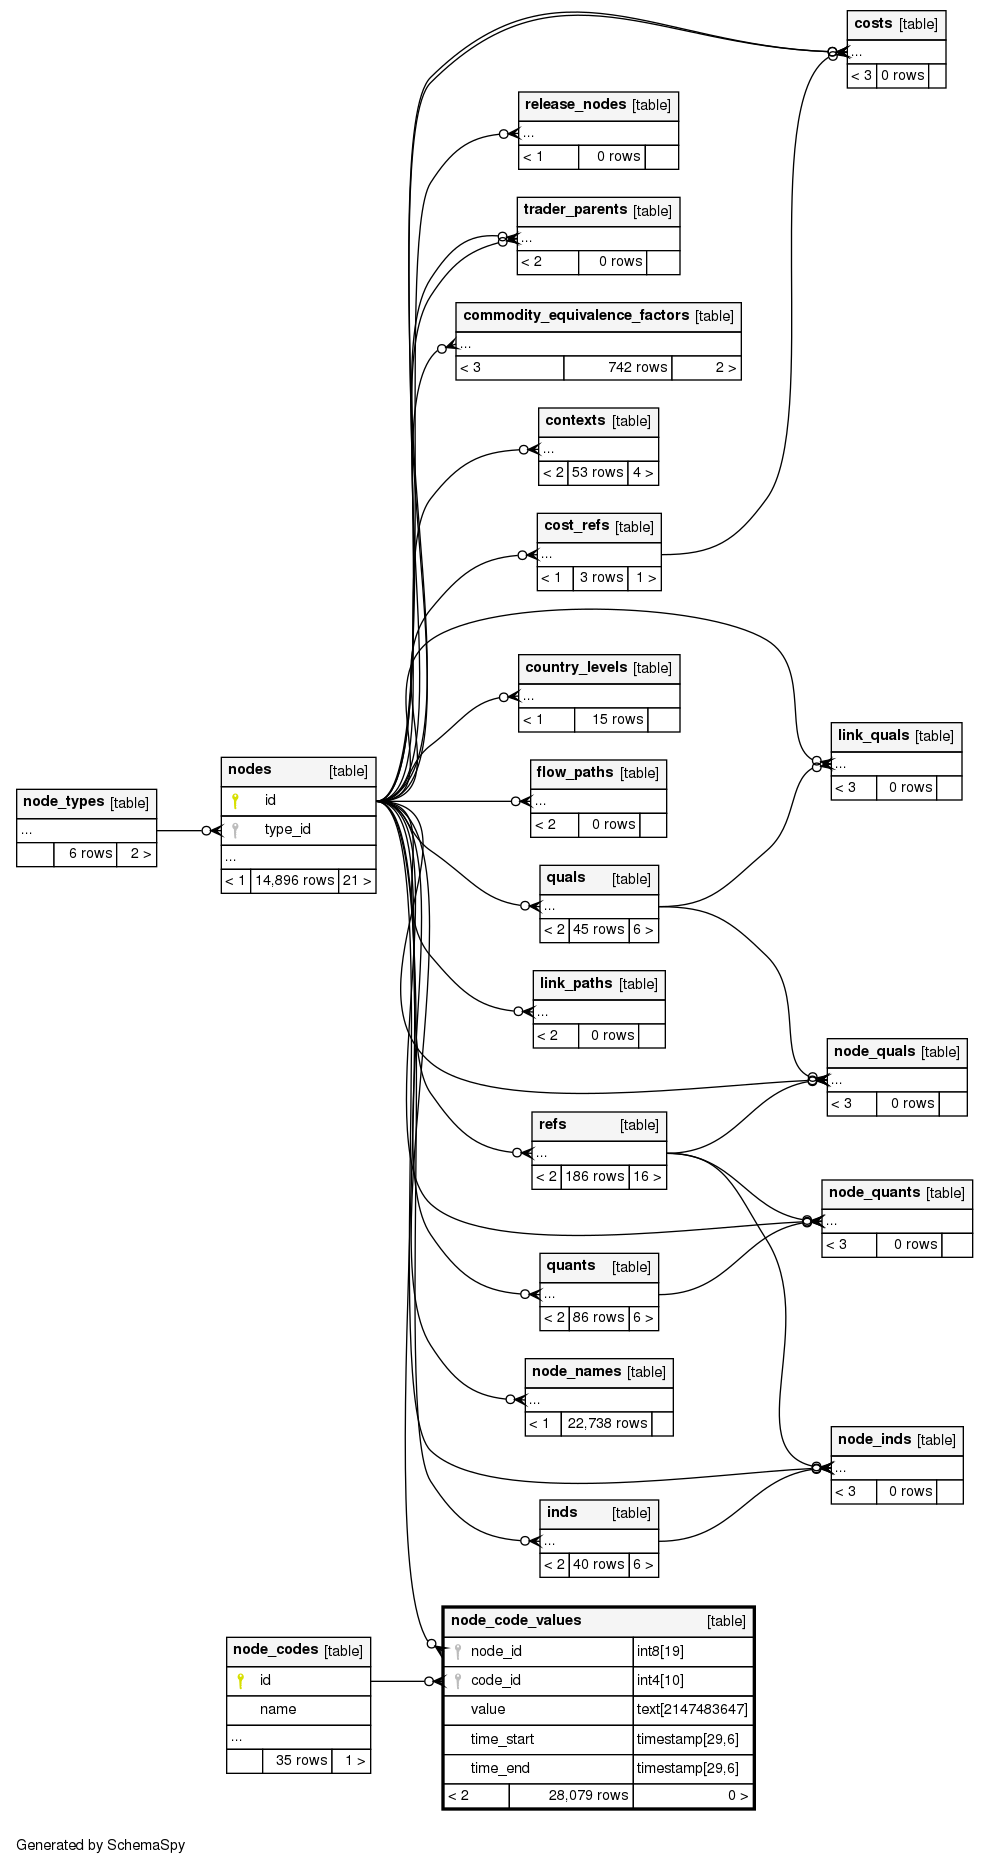 costs [table]
...
< 3 0 rows
release_nodes [table]
...
< 1 0 rows
trader_parents [table]
...
< 2 0 rows
commodity_equivalence_factors [table]
...
< 3 742 rows 2 >
contexts [table]
...
< 2 53 rows 4 >
cost_refs [table]
...
< 1 3 rows 1 >
country_levels [table]
...
< 1 15 rows
link_quals [table]
...
< 3 0 rows
nodes [table]
id
type_id
...
< 1 14,896 rows 21 >
node_types [table]
...
6 rows 2 >
flow_paths [table]
...
< 2 0 rows
quals [table]
...
< 2 45 rows 6 >
link_paths [table]
...
< 2 0 rows
node_quals [table]
...
< 3 0 rows
refs [table]
...
< 2 186 rows 16 >
node_quants [table]
...
< 3 0 rows
quants [table]
...
< 2 86 rows 6 >
node_names [table]
...
< 1 22,738 rows
node_inds [table]
...
< 3 0 rows
inds [table]
...
< 2 40 rows 6 >
node_codes [table]
id
name
...
35 rows 1 >
node_code_values [table]
node_id int8[19]
code_id int4[10]
value text[2147483647]
time_start timestamp[29,6]
time_end timestamp[29,6]
< 2 28,079 rows 0 >
Generated by SchemaSpy